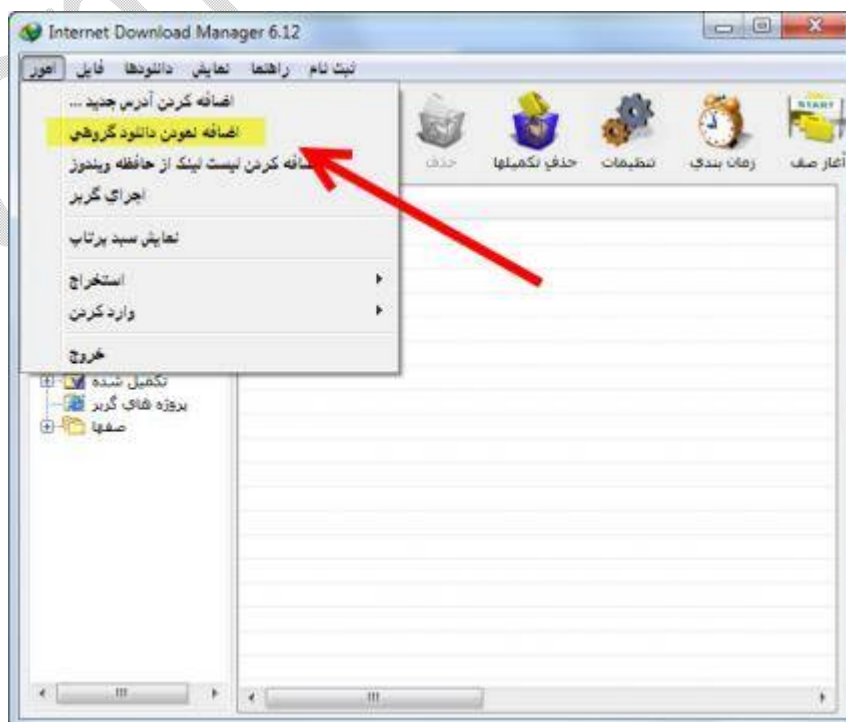 Internet Download Manager 6.12
امور فایل دانلودها نمایش راهنما ثبت نام
اضافه کردن آدرس جدید ...
اضافه نمودن دانلود گروهی
اضافه کردن لیست لینک از حافظه ویندوز
اجرای گربر
نمایش سبد پرتاب
استخراج
وارد کردن
خروج
حذف
حذف تکمیلها
تنظیمات
زمان بندی
START
آغاز صف
تکمیل شده
پروژه های گربر
صفها